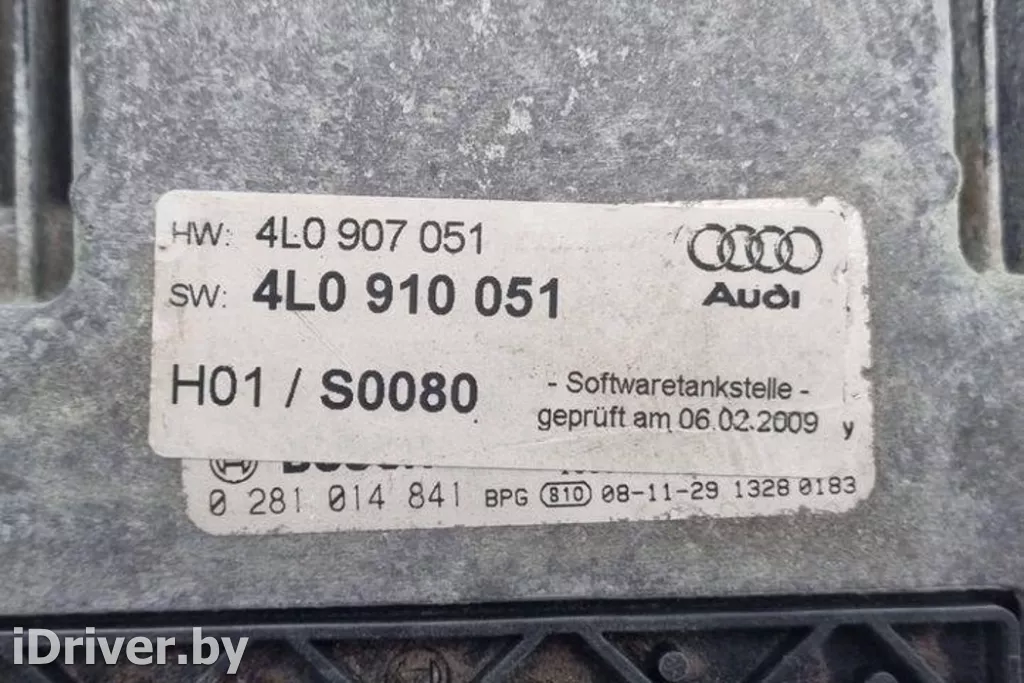 HW: 4L0 907 051
SW: 4L0 910 051
Audi
H01 / S0080
- Softwaretankstelle -
geprüft am 06.02.2009 y
0 281 014 841 BPG 810 08-11-29 1328 0183
iDriver.by